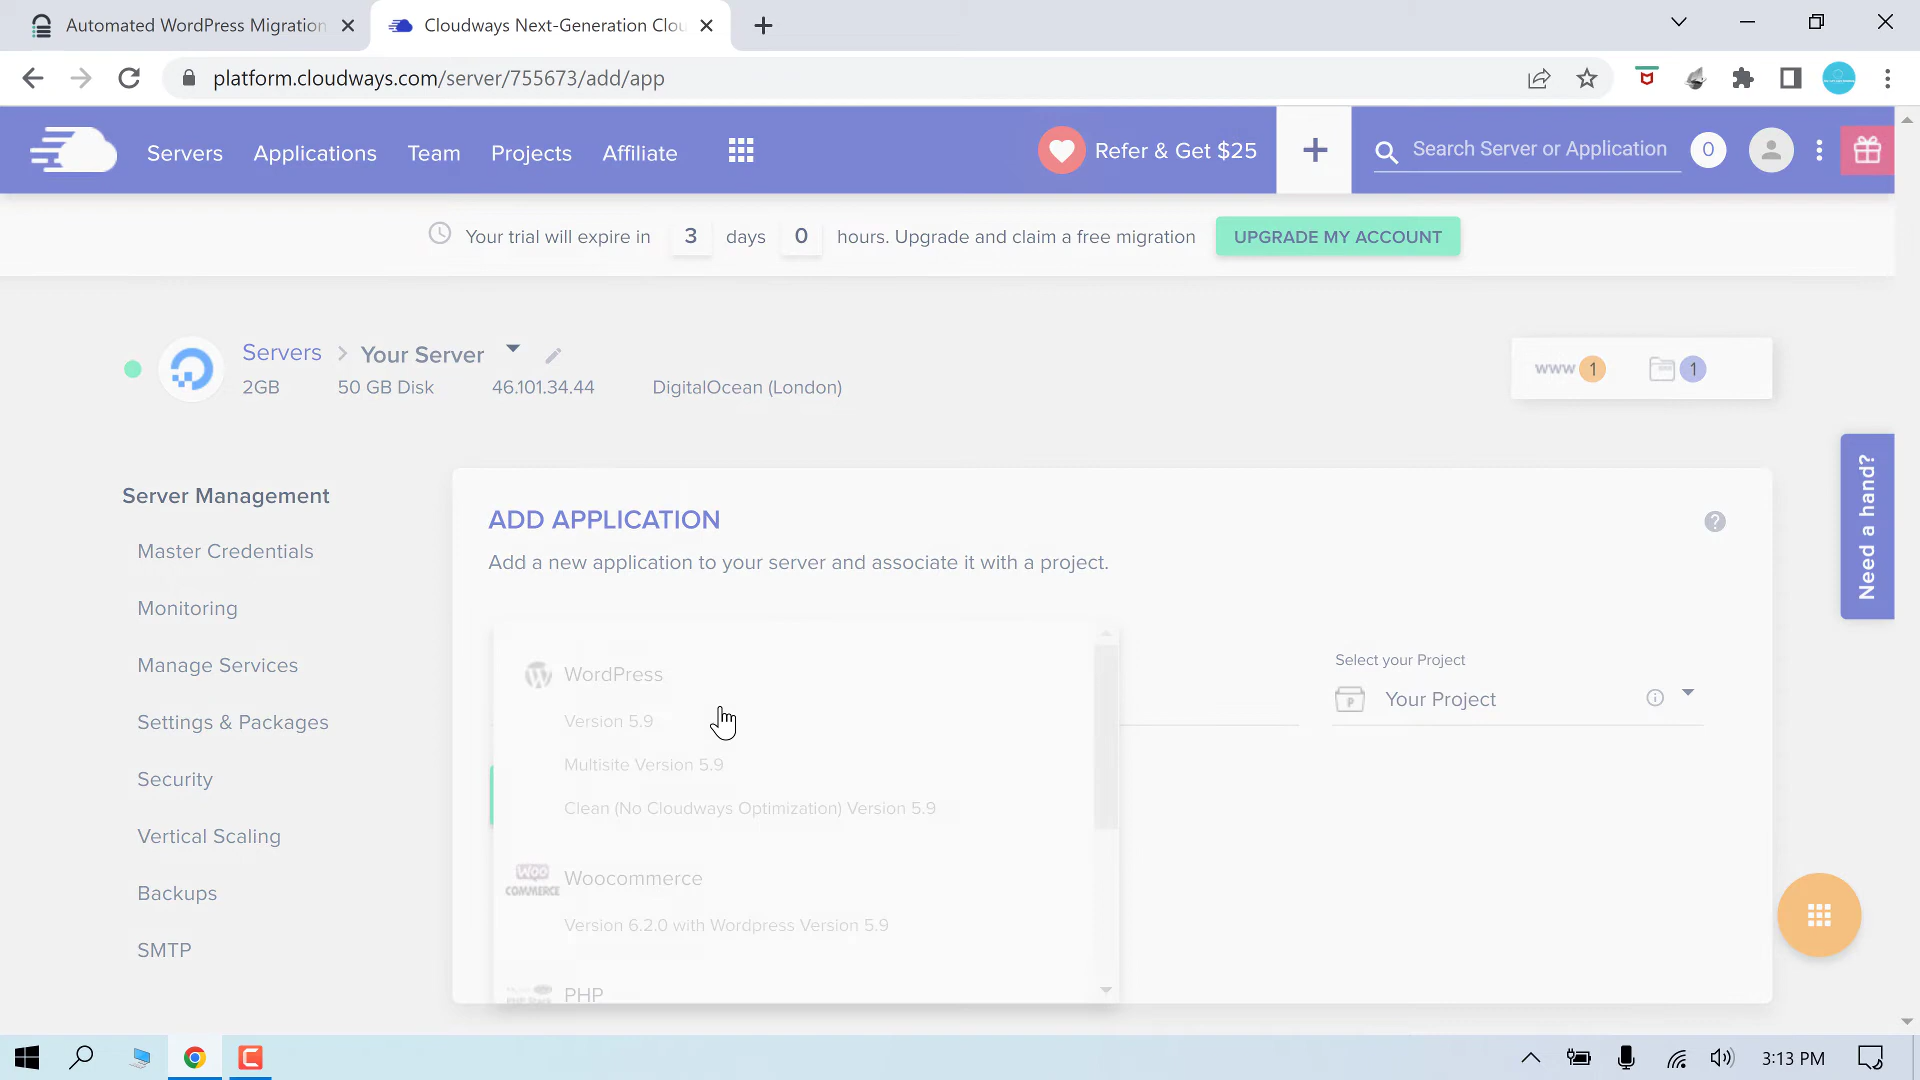 Automated WordPress Migration
Cloudways Next-Generation Clou
platform.cloudways.com/server/755673/add/app
Servers
Applications
Team
Projects
Affiliate
Refer & Get $25
Search Server or Application
0
Your trial will expire in 3 days 0 hours. Upgrade and claim a free migration
UPGRADE MY ACCOUNT
Servers > Your Server
2GB
50 GB Disk
46.101.34.44
DigitalOcean (London)
www 1
1
Need a hand?
Server Management
Master Credentials
Monitoring
Manage Services
Settings & Packages
Security
Vertical Scaling
Backups
SMTP
ADD APPLICATION
Add a new application to your server and associate it with a project.
WordPress
Version 5.9
Multisite Version 5.9
Clean (No Cloudways Optimization) Version 5.9
WOO COMMERCE
Woocommerce
Version 6.2.0 with Wordpress Version 5.9
PHP
Select your Project
Your Project
3:13 PM